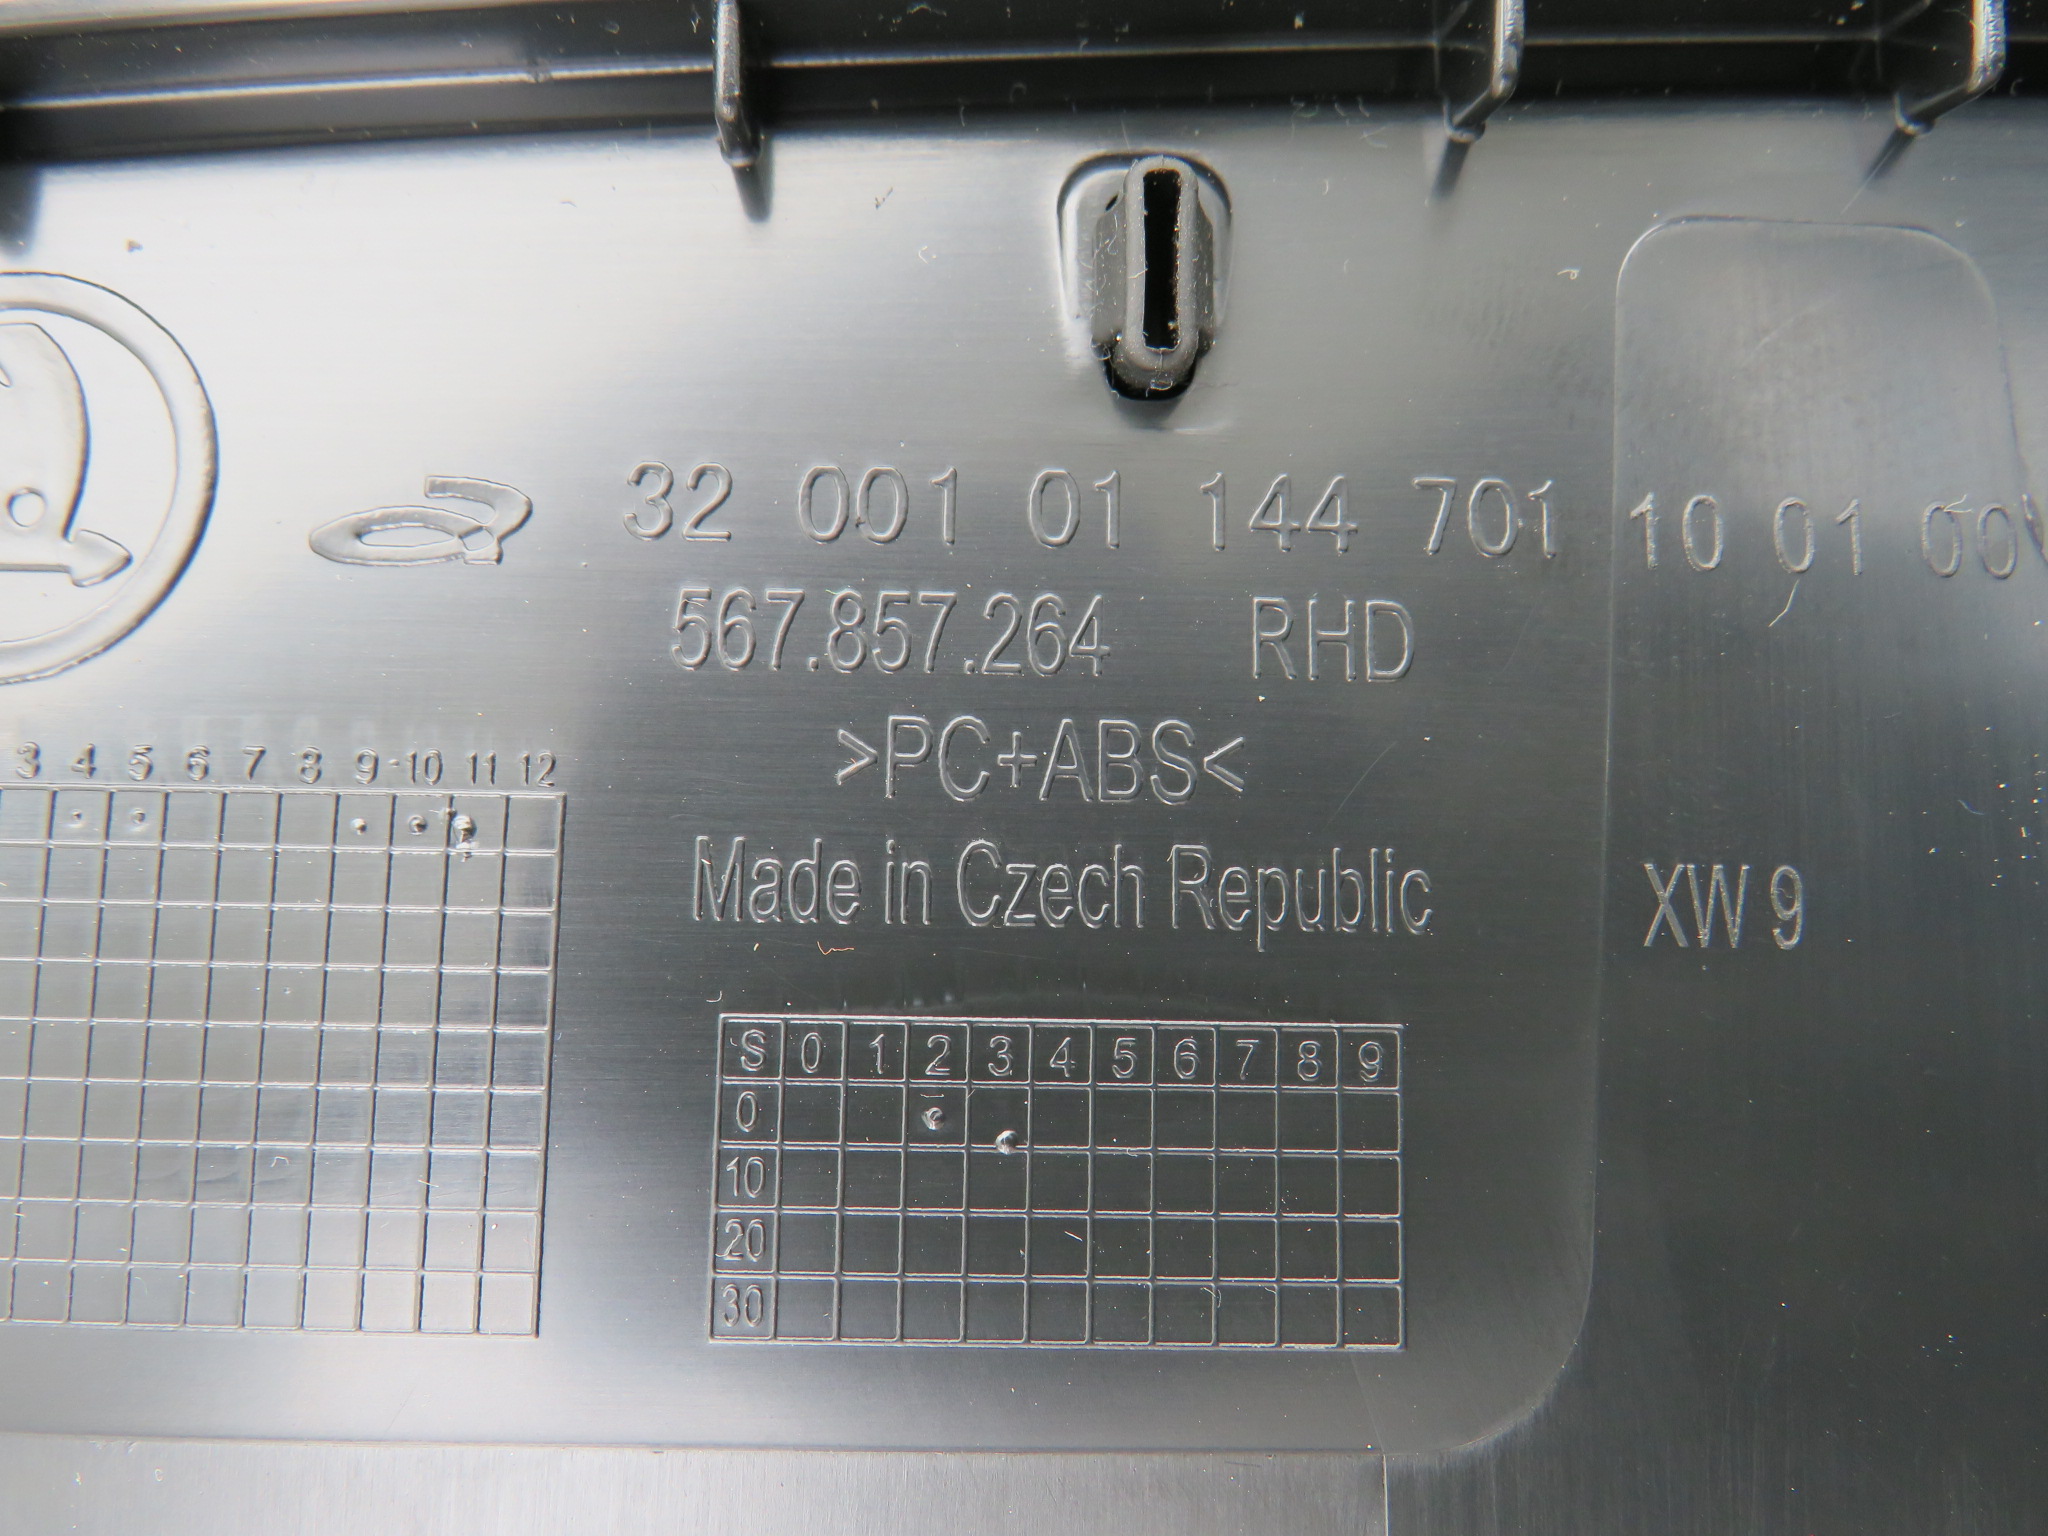 32 001 01 144 701 10 01 00
567.857.264 RHD
>PC+ABS<
3 4 5 6 7 8 9 10 11 12
Made in Czech Republic
XW 9
S 0 1 2 3 4 5 6 7 8 9
0
10
20
30